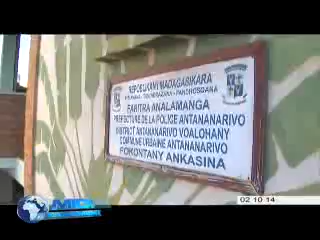 REPOBLIKAN'I MADAGASIKARA
FARITRA ANALAMANGA
PREFECTURE DE LA POLICE ANTANANARIVO
DISTRICT ANTANANARIVO VOALOHANY
COMMUNE URBAINE ANTANANARIVO
FOKONTANY ANKASINA
02 10 14